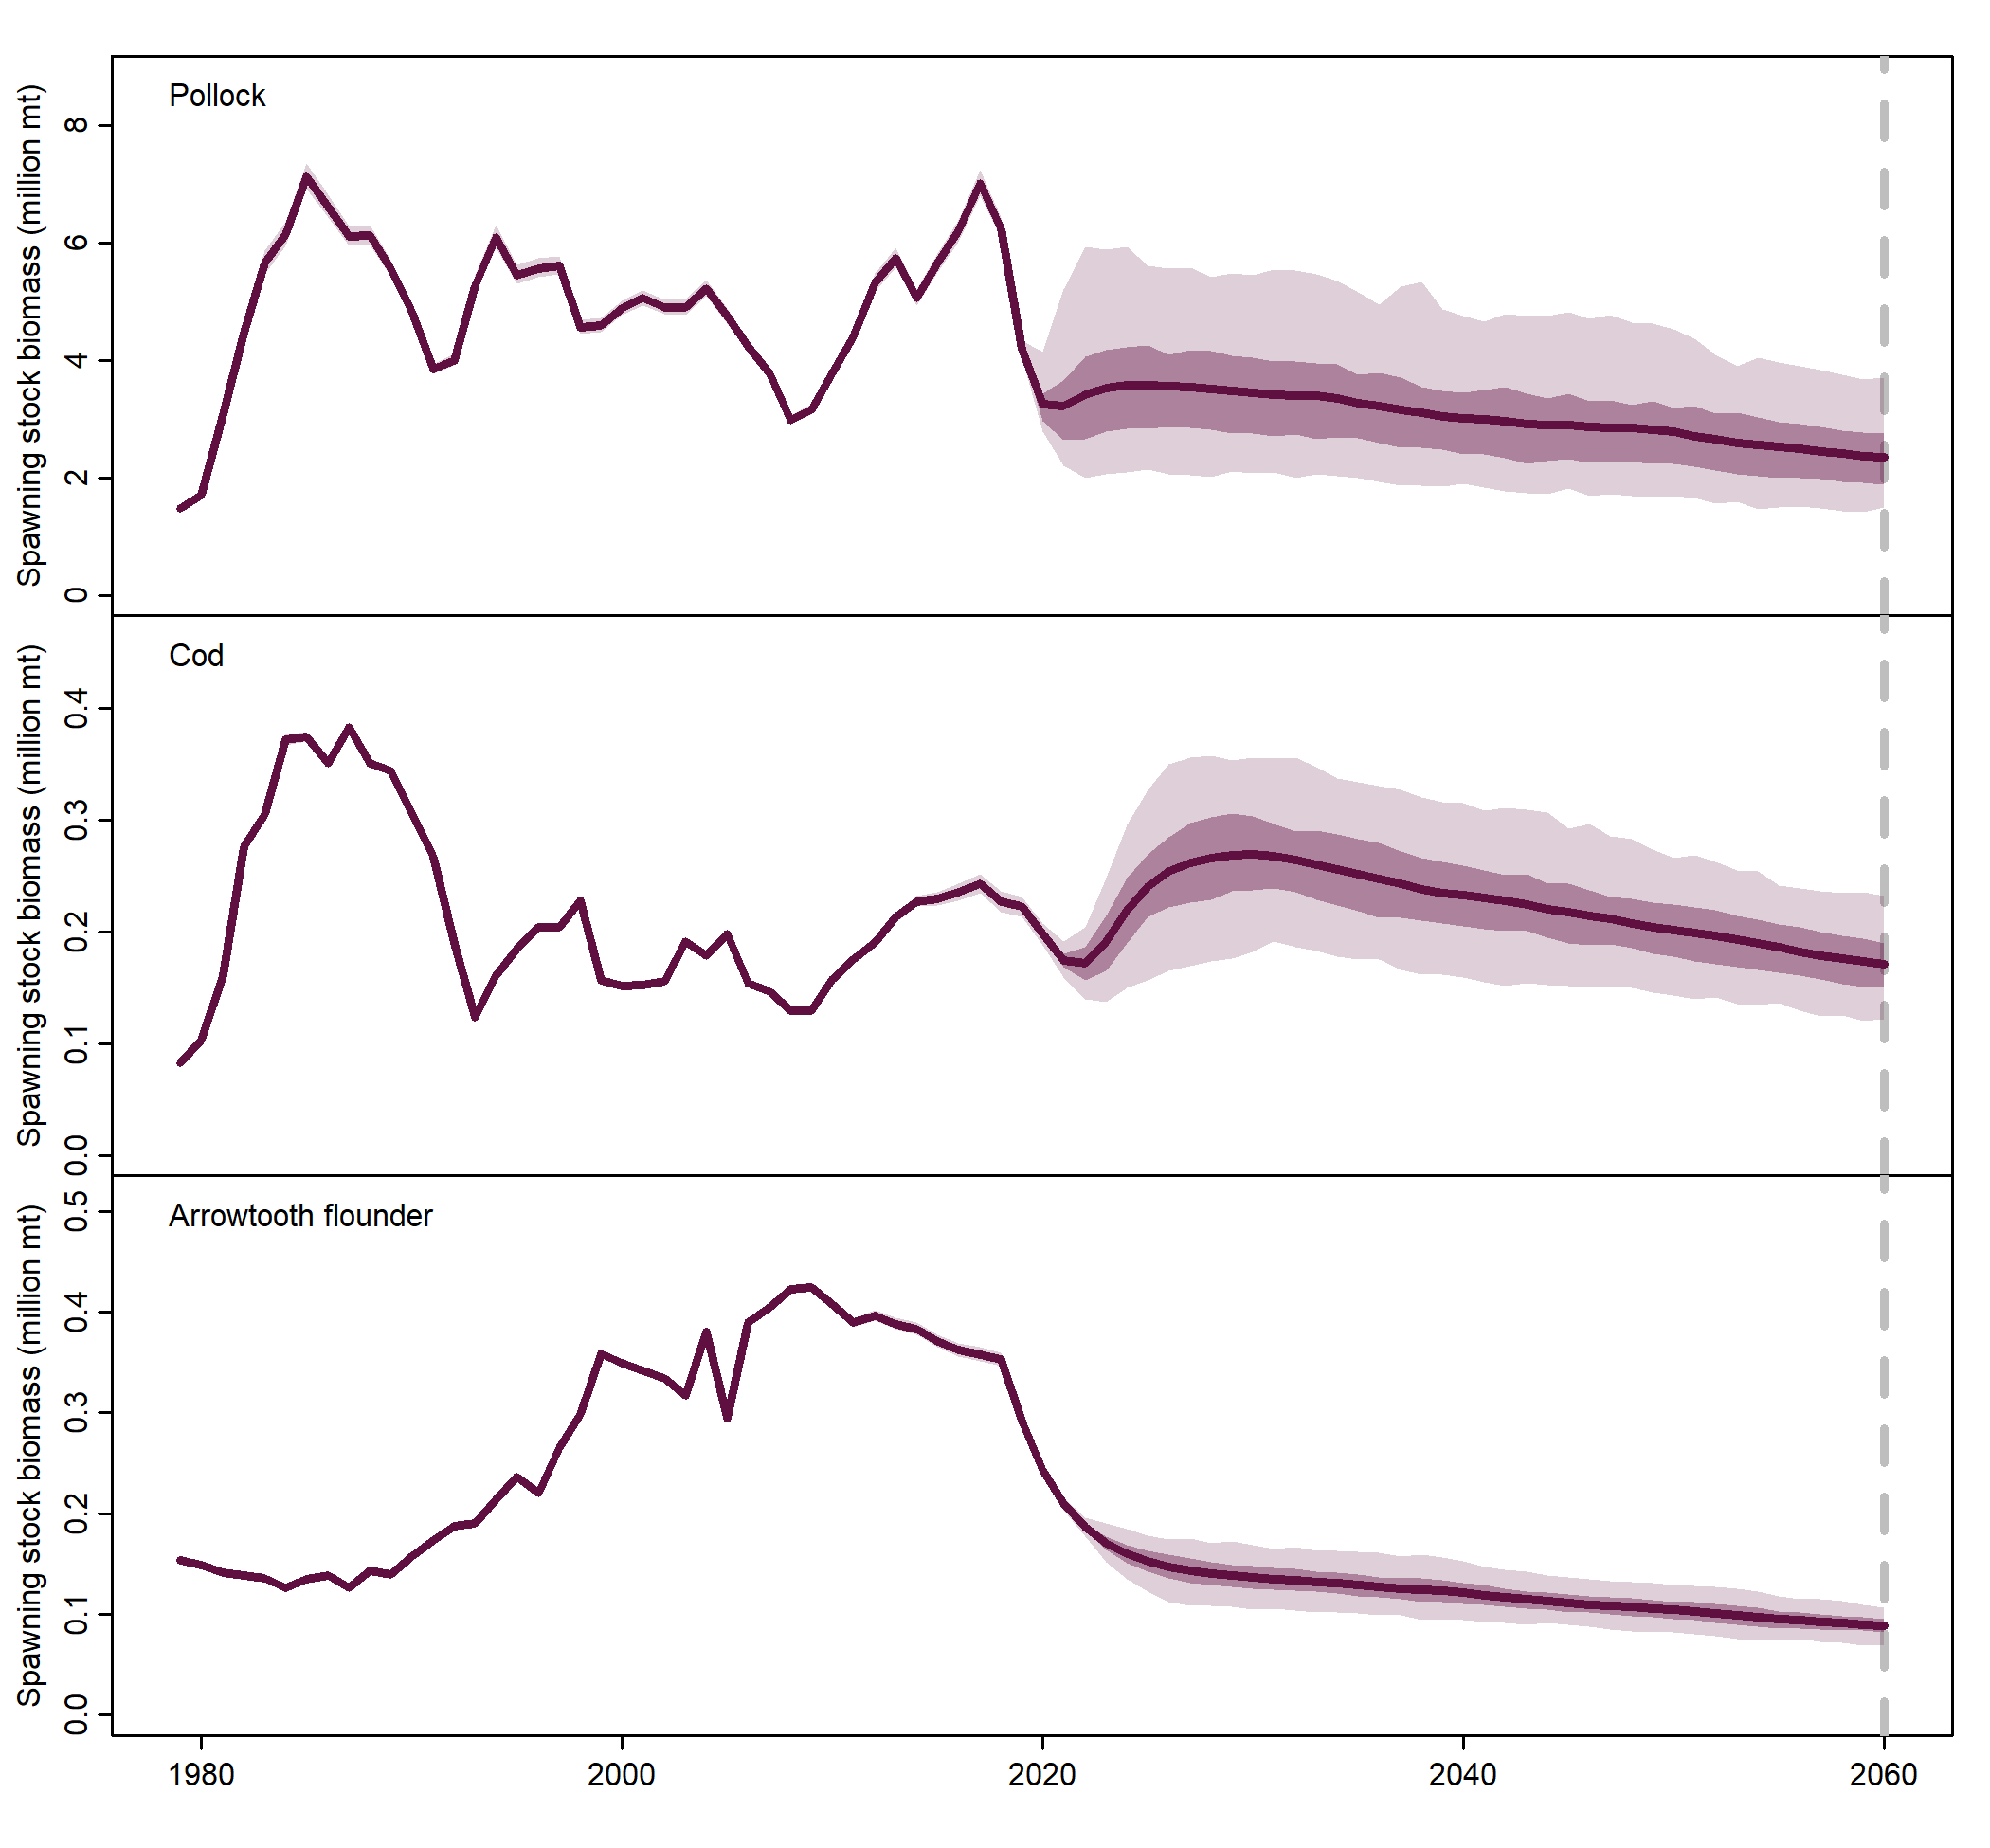 Pollock
Spawning stock biomass (million mt)
8
6
4
2
0
Cod
Spawning stock biomass (million mt)
0.4
0.3
0.2
0.1
0.0
Arrowtooth flounder
Spawning stock biomass (million mt)
0.5
0.4
0.3
0.2
0.1
0.0
1980 2000 2020 2040 2060